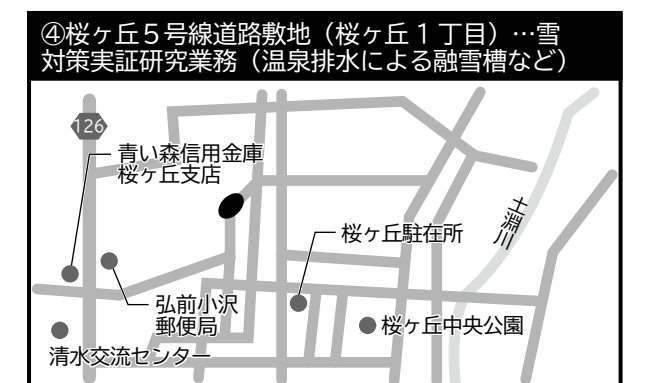 ④桜ヶ丘５号線道路敷地（桜ヶ丘１丁目）…雪
対策実証研究業務（温泉排水による融雪槽など）
126
青い森信用金庫
桜ヶ丘支店
土淵川
桜ヶ丘駐在所
弘前小沢
郵便局
桜ヶ丘中央公園
清水交流センター